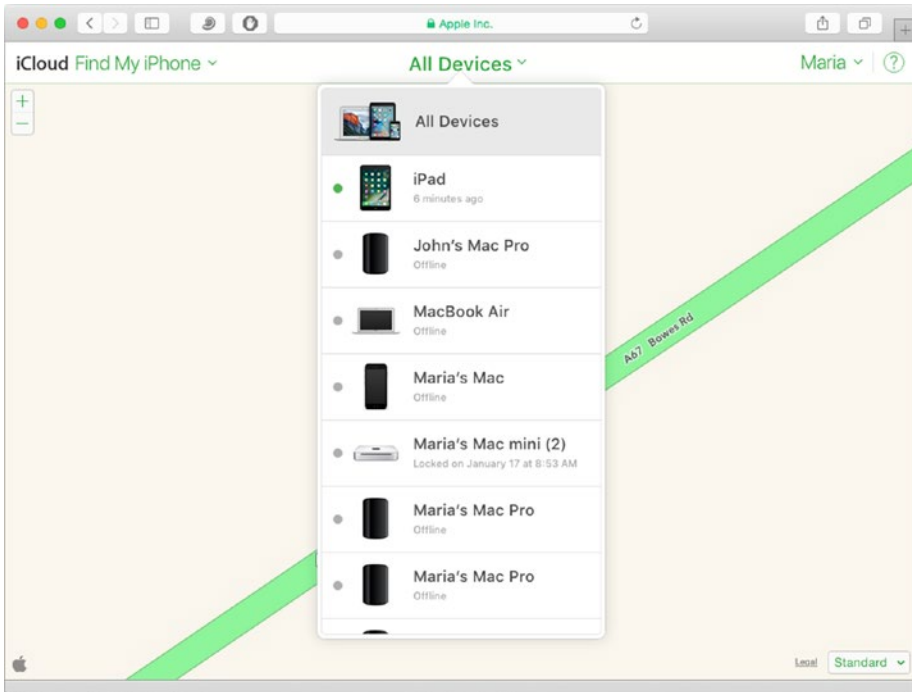 Apple Inc.
iCloud Find My iPhone
All Devices
Maria
?
+
−
All Devices
iPad
6 minutes ago
John's Mac Pro
Offline
MacBook Air
Offline
Maria's Mac
Offline
Maria's Mac mini (2)
Locked on January 17 at 8:53 AM
Maria's Mac Pro
Offline
Maria's Mac Pro
Offline
A67 Bowes Rd
Legal
Standard